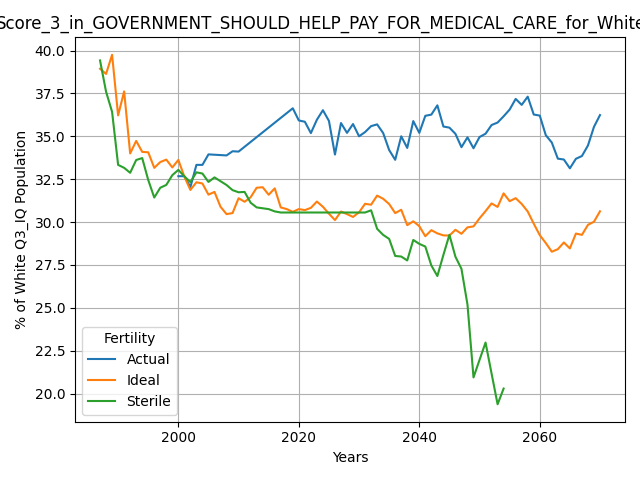 Score_3_in_GOVERNMENT_SHOULD_HELP_PAY_FOR_MEDICAL_CARE_for_White
40.0
37.5
35.0
32.5
30.0
27.5
25.0
22.5
20.0
% of White Q3_IQ Population
Fertility
Actual
Ideal
Sterile
2000
2020
2040
2060
Years